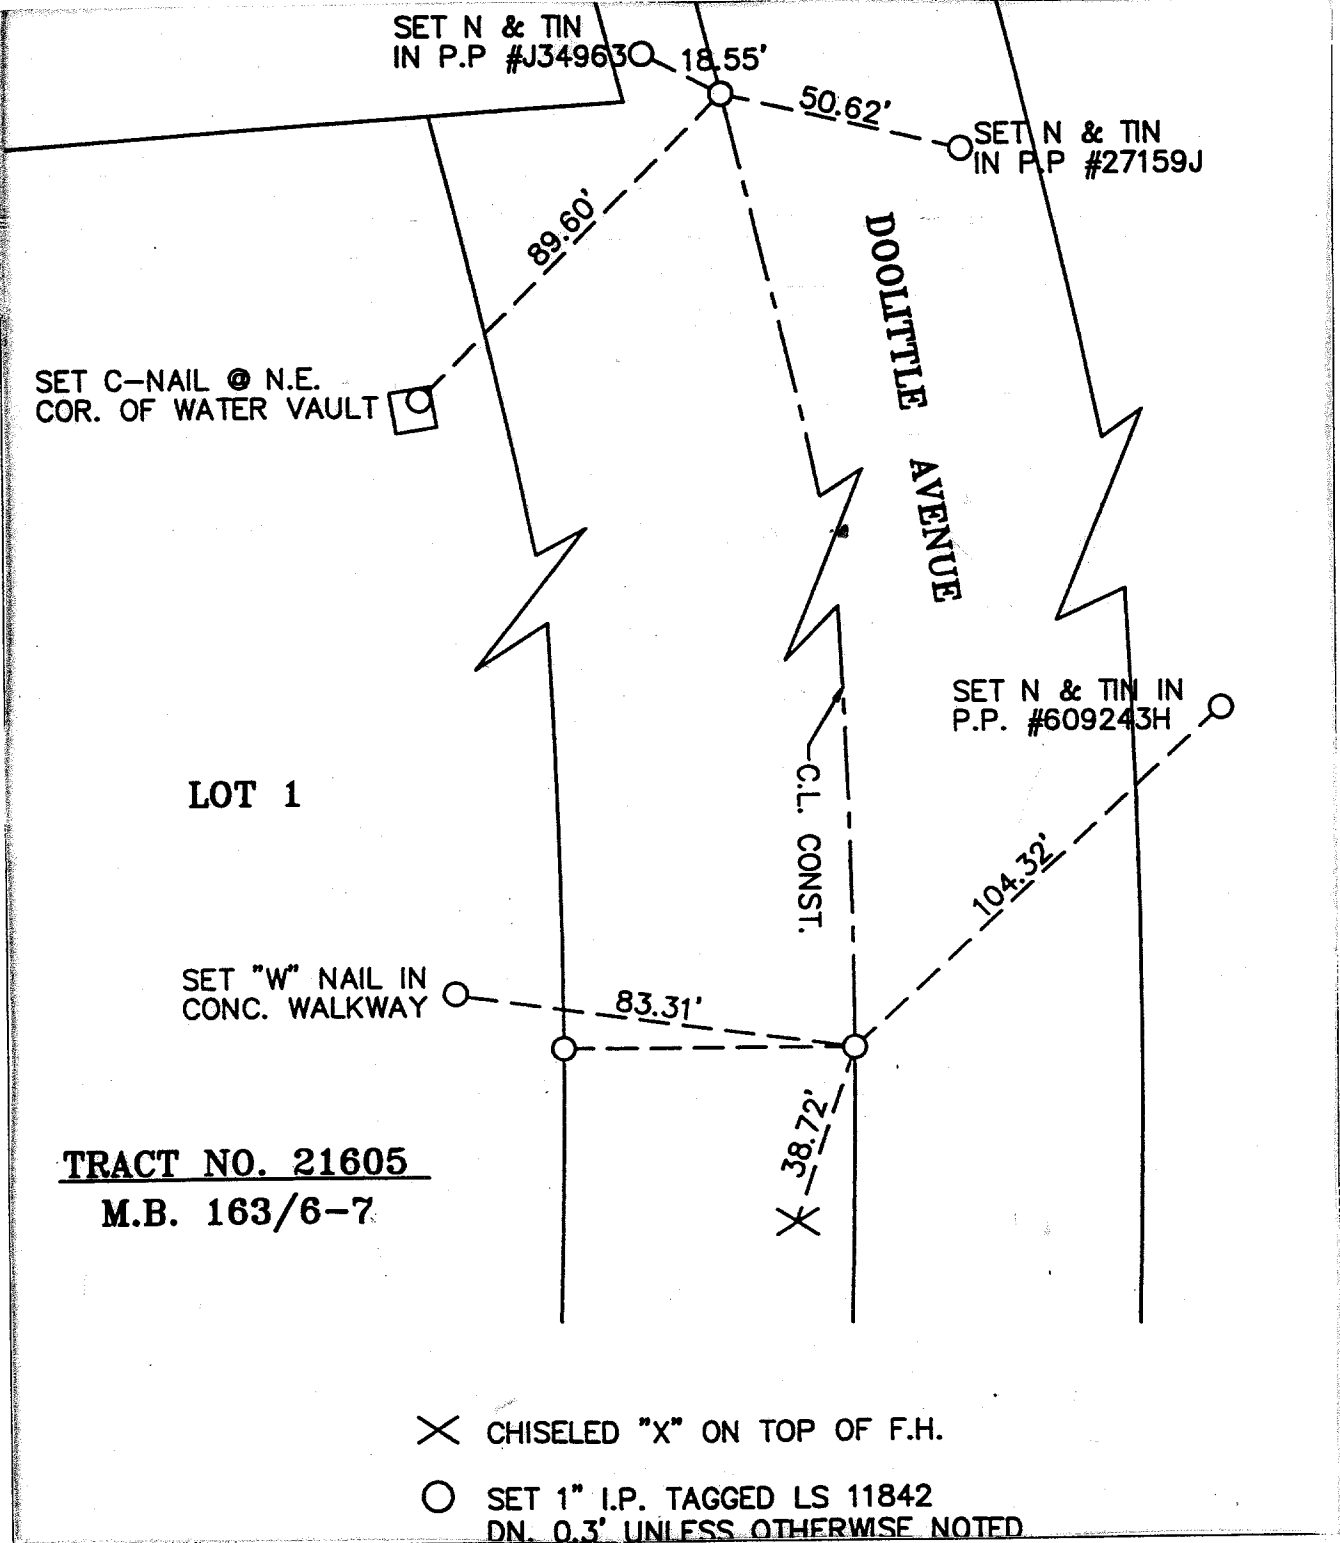 SET N & TIN
IN P.P #J34963
18.55'
50.62'
SET N & TIN
IN P.P #27159J
89.60'
DOOLITTLE AVENUE
SET C-NAIL @ N.E.
COR. OF WATER VAULT
SET N & TIN IN
P.P. #609243H
LOT 1
C.L. CONST.
104.32'
SET "W" NAIL IN
CONC. WALKWAY
83.31'
38.72'
TRACT NO. 21605
M.B. 163/6-7
CHISELED "X" ON TOP OF F.H.
SET 1" I.P. TAGGED LS 11842
DN. 0.3' UNLESS OTHERWISE NOTED